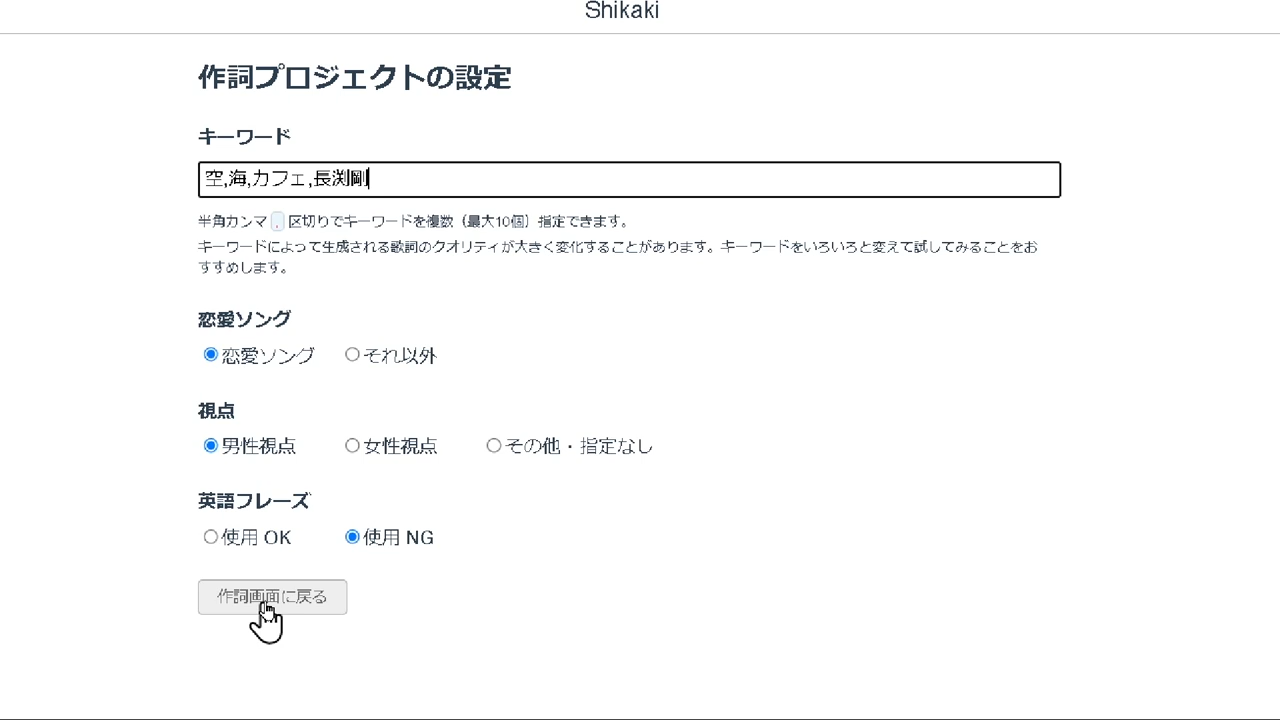 Shikaki
作詞プロジェクトの設定
キーワード
空,海,カフェ,長渕剛
半角カンマ , 区切りでキーワードを複数（最大10個）指定できます。
キーワードによって生成される歌詞のクオリティが大きく変化することがあります。キーワードをいろいろと変えて試してみることをお
すすめします。
恋愛ソング
恋愛ソング それ以外
視点
男性視点 女性視点 その他・指定なし
英語フレーズ
使用 OK 使用 NG
作詞画面に戻る